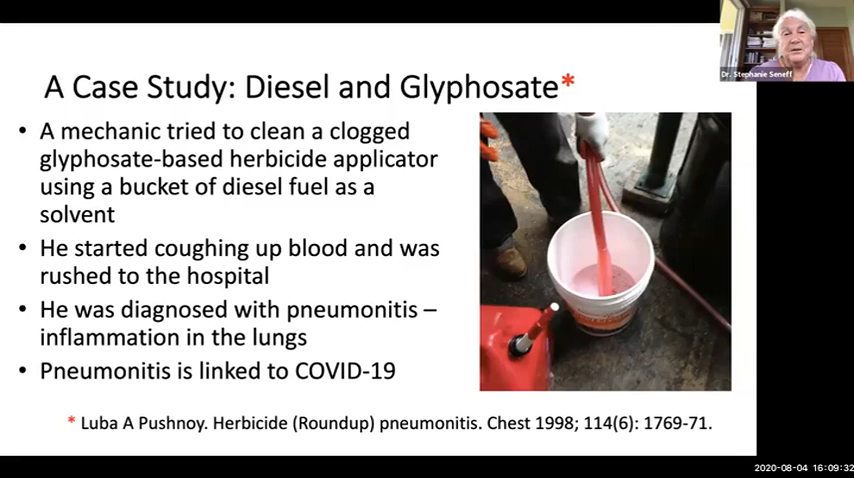 Dr. Stephanie Seneff
A Case Study: Diesel and Glyphosate*
• A mechanic tried to clean a clogged
glyphosate-based herbicide applicator
using a bucket of diesel fuel as a
solvent
• He started coughing up blood and was
rushed to the hospital
• He was diagnosed with pneumonitis –
inflammation in the lungs
• Pneumonitis is linked to COVID-19
* Luba A Pushnoy. Herbicide (Roundup) pneumonitis. Chest 1998; 114(6): 1769-71.
2020-08-04 16:09:32